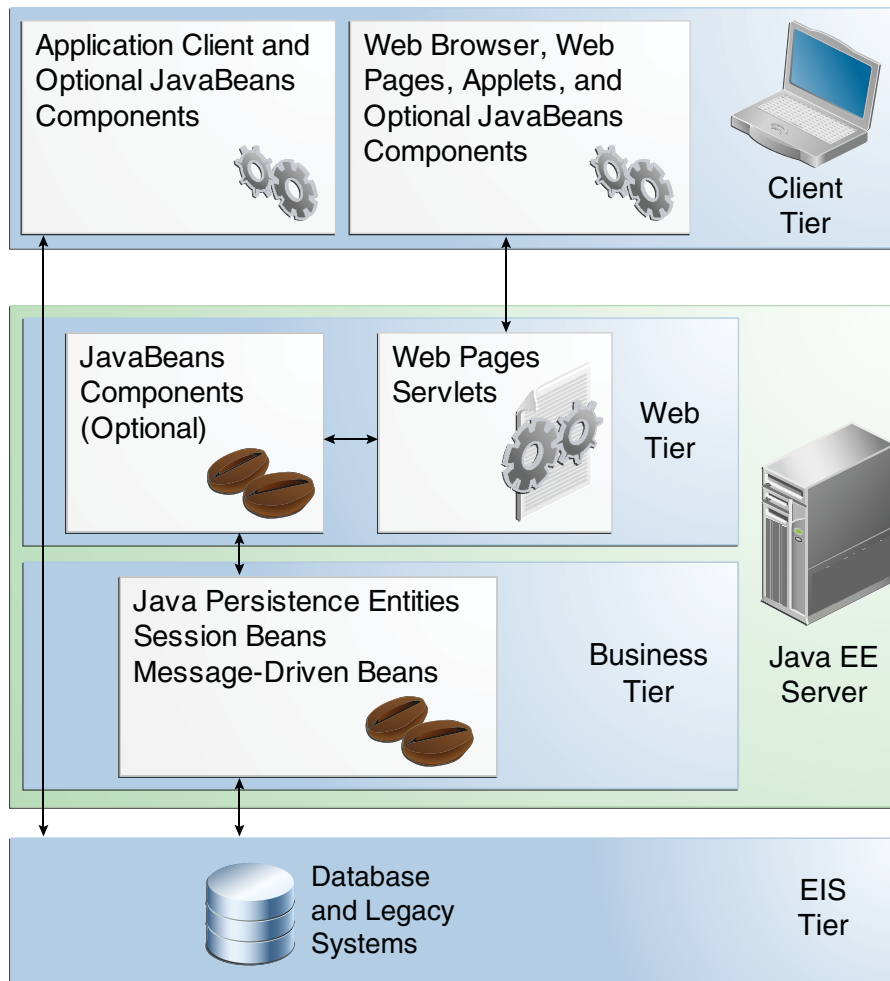 Application Client and
Optional JavaBeans
Components
Web Browser, Web
Pages, Applets, and
Optional JavaBeans
Components
Client
Tier
JavaBeans
Components
(Optional)
Web Pages
Servlets
Web
Tier
Java Persistence Entities
Session Beans
Message-Driven Beans
Business
Tier
Java EE
Server
Database
and Legacy
Systems
EIS
Tier